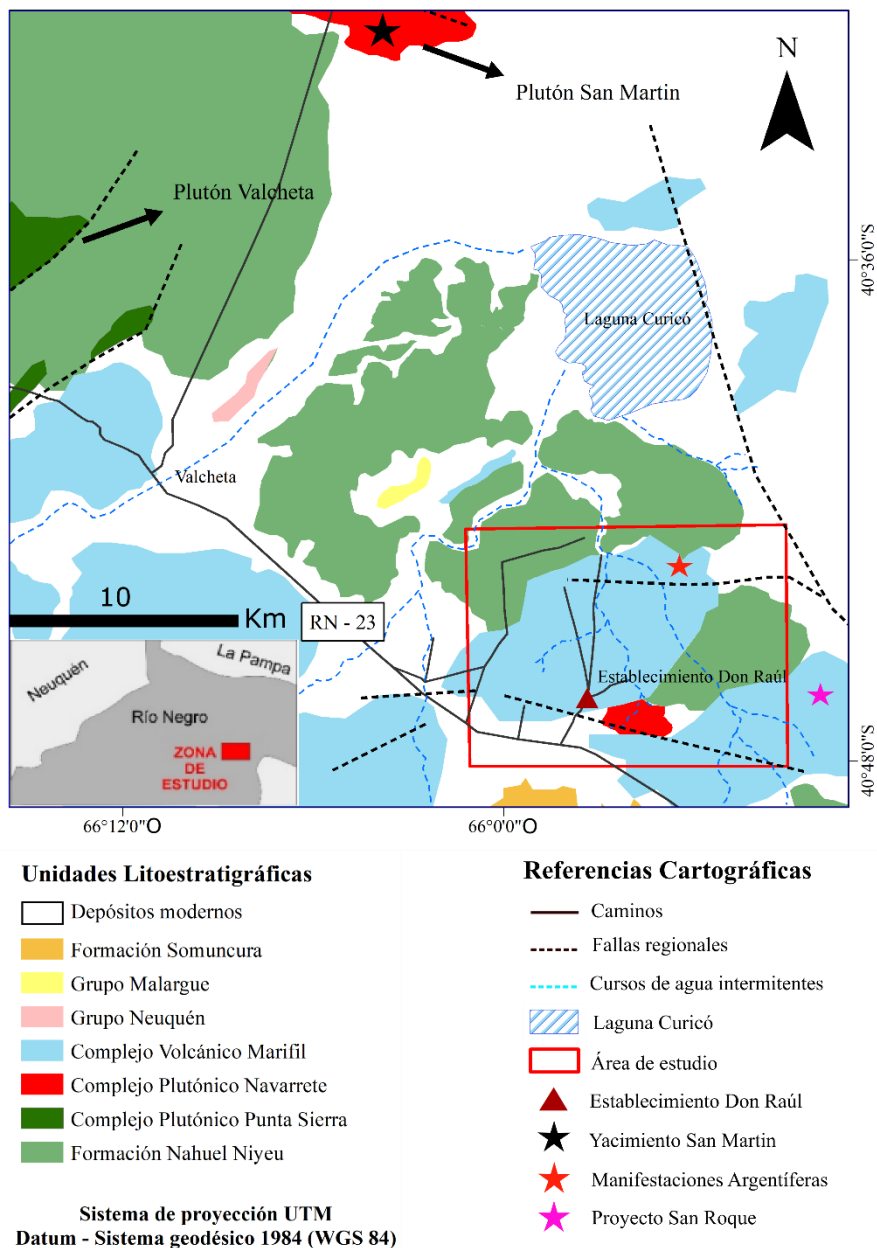 Plutón San Martin
N
Plutón Valcheta
40°36'0"S
Laguna Curicó
Valcheta
10
Km
RN - 23
Establecimiento Don Raúl
Neuquén
La Pampa
Río Negro
ZONA
DE
ESTUDIO
40°48'0"S
66°12'0"O
66°0'0"O
Unidades Litoestratigráficas
Depósitos modernos
Formación Somuncura
Grupo Malargue
Grupo Neuquén
Complejo Volcánico Marifil
Complejo Plutónico Navarrete
Complejo Plutónico Punta Sierra
Formación Nahuel Niyeu
Sistema de proyección UTM
Datum - Sistema geodésico 1984 (WGS 84)
Referencias Cartográficas
Caminos
Fallas regionales
Cursos de agua intermitentes
Laguna Curicó
Área de estudio
Establecimiento Don Raúl
Yacimiento San Martin
Manifestaciones Argentíferas
Proyecto San Roque